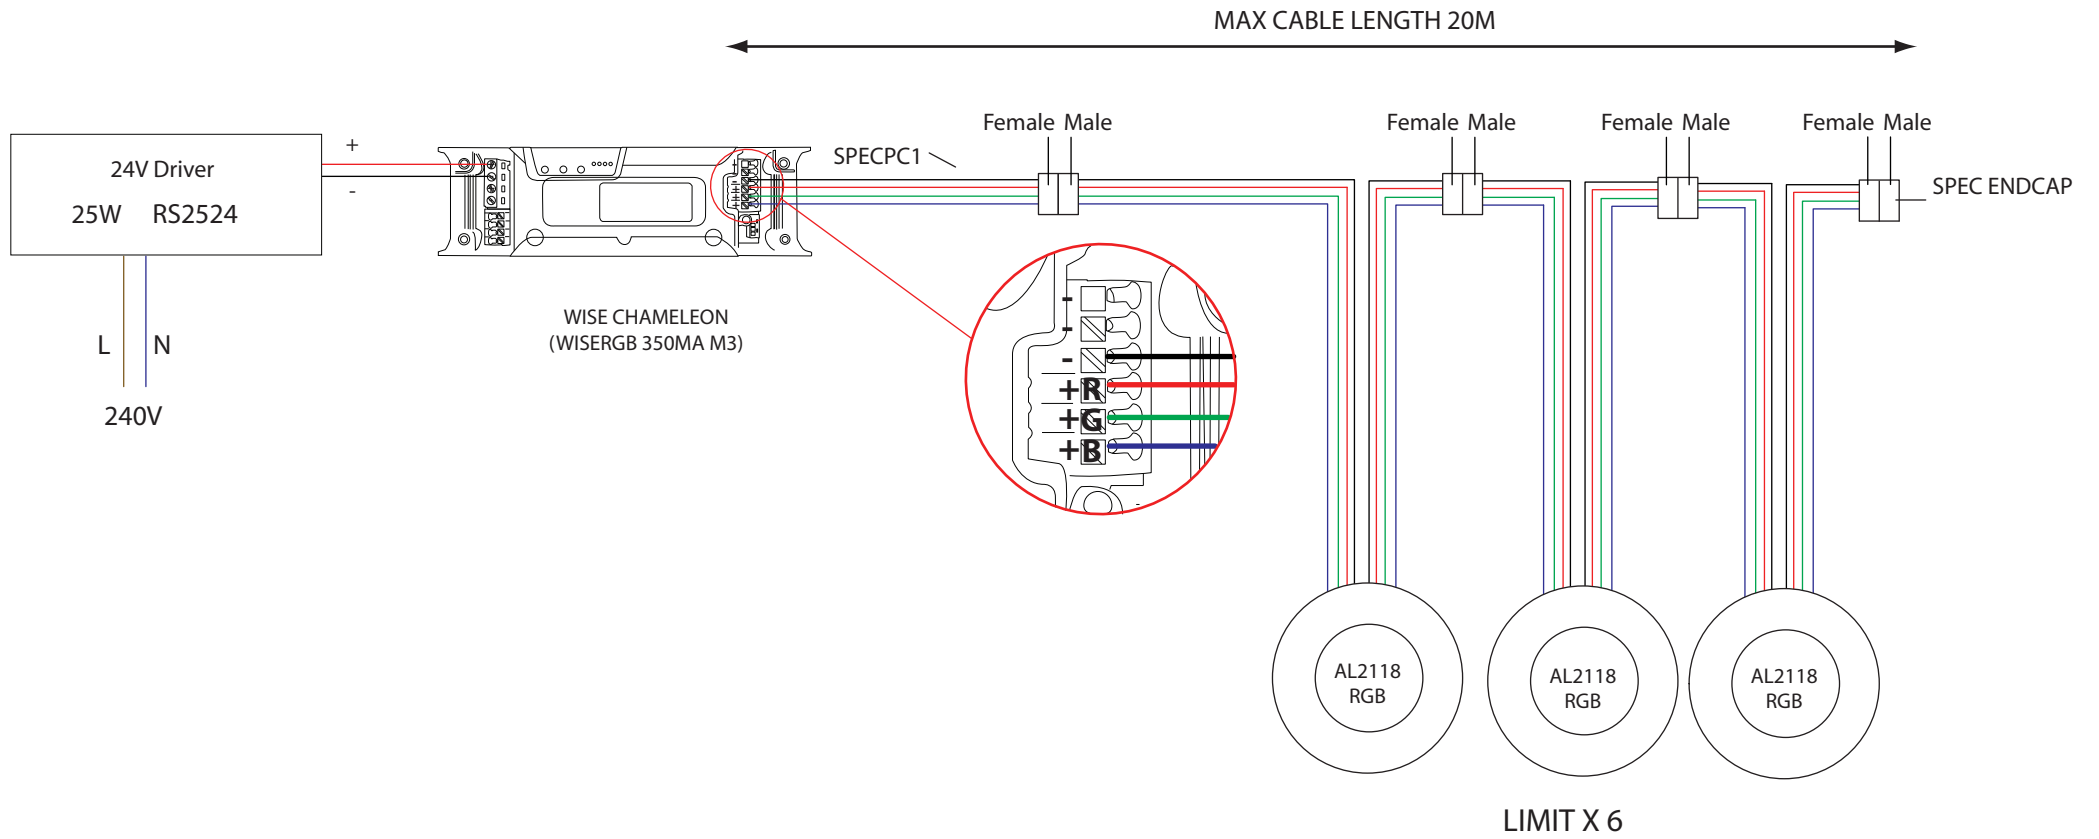 MAX CABLE LENGTH 20M
Female Male
Female Male
Female Male
Female Male
SPECPC1
SPEC ENDCAP
24V Driver
25W RS2524
+
-
L N
240V
WISE CHAMELEON
(WISERGB 350MA M3)
-
-
-
+R
+G
+B
AL2118
RGB
AL2118
RGB
AL2118
RGB
LIMIT X 6